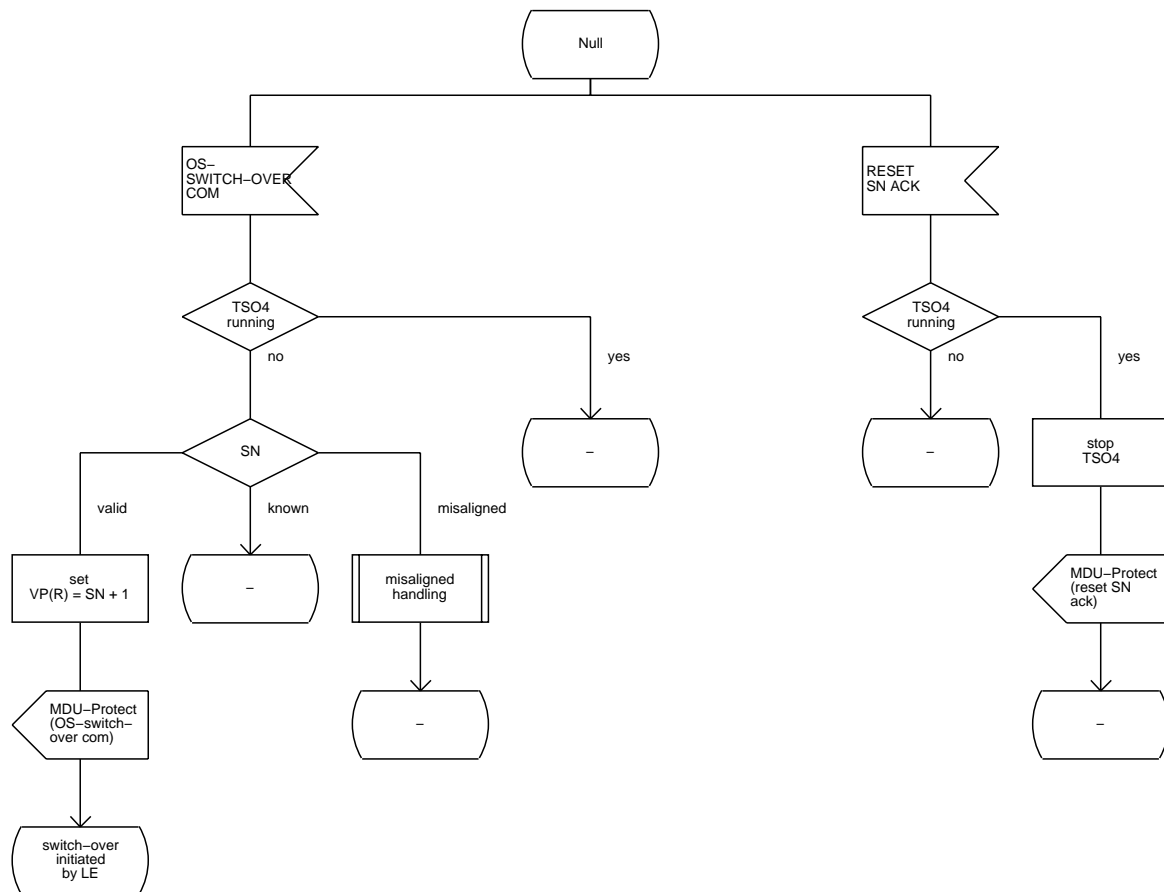 Null
OS–
SWITCH–OVER
COM
RESET
SN ACK
TSO4
running
TSO4
running
no
yes
no
yes
SN
–
–
stop
TSO4
valid
known
misaligned
set
VP(R) = SN + 1
–
misaligned
handling
MDU–Protect
(reset SN
ack)
MDU–Protect
(OS–switch–
over com)
–
–
switch–over
initiated
by LE